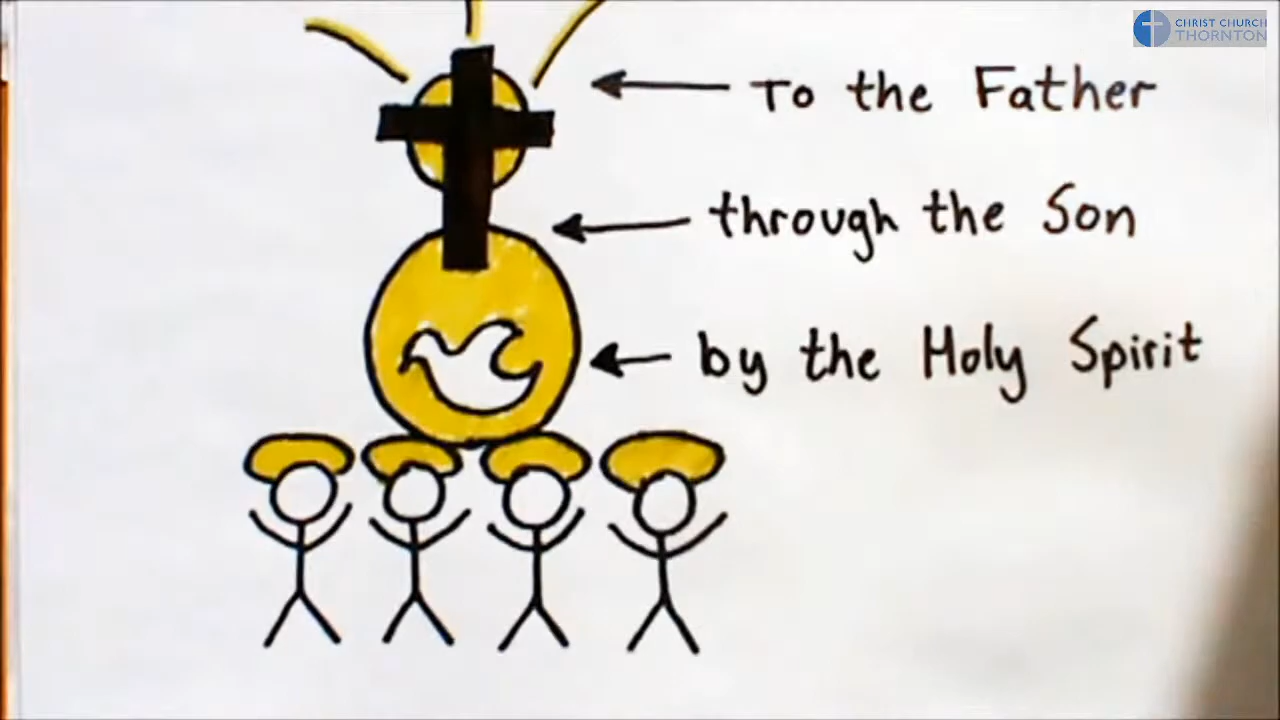 CHRIST CHURCH
THORNTON
To the Father
through the Son
by the Holy Spirit